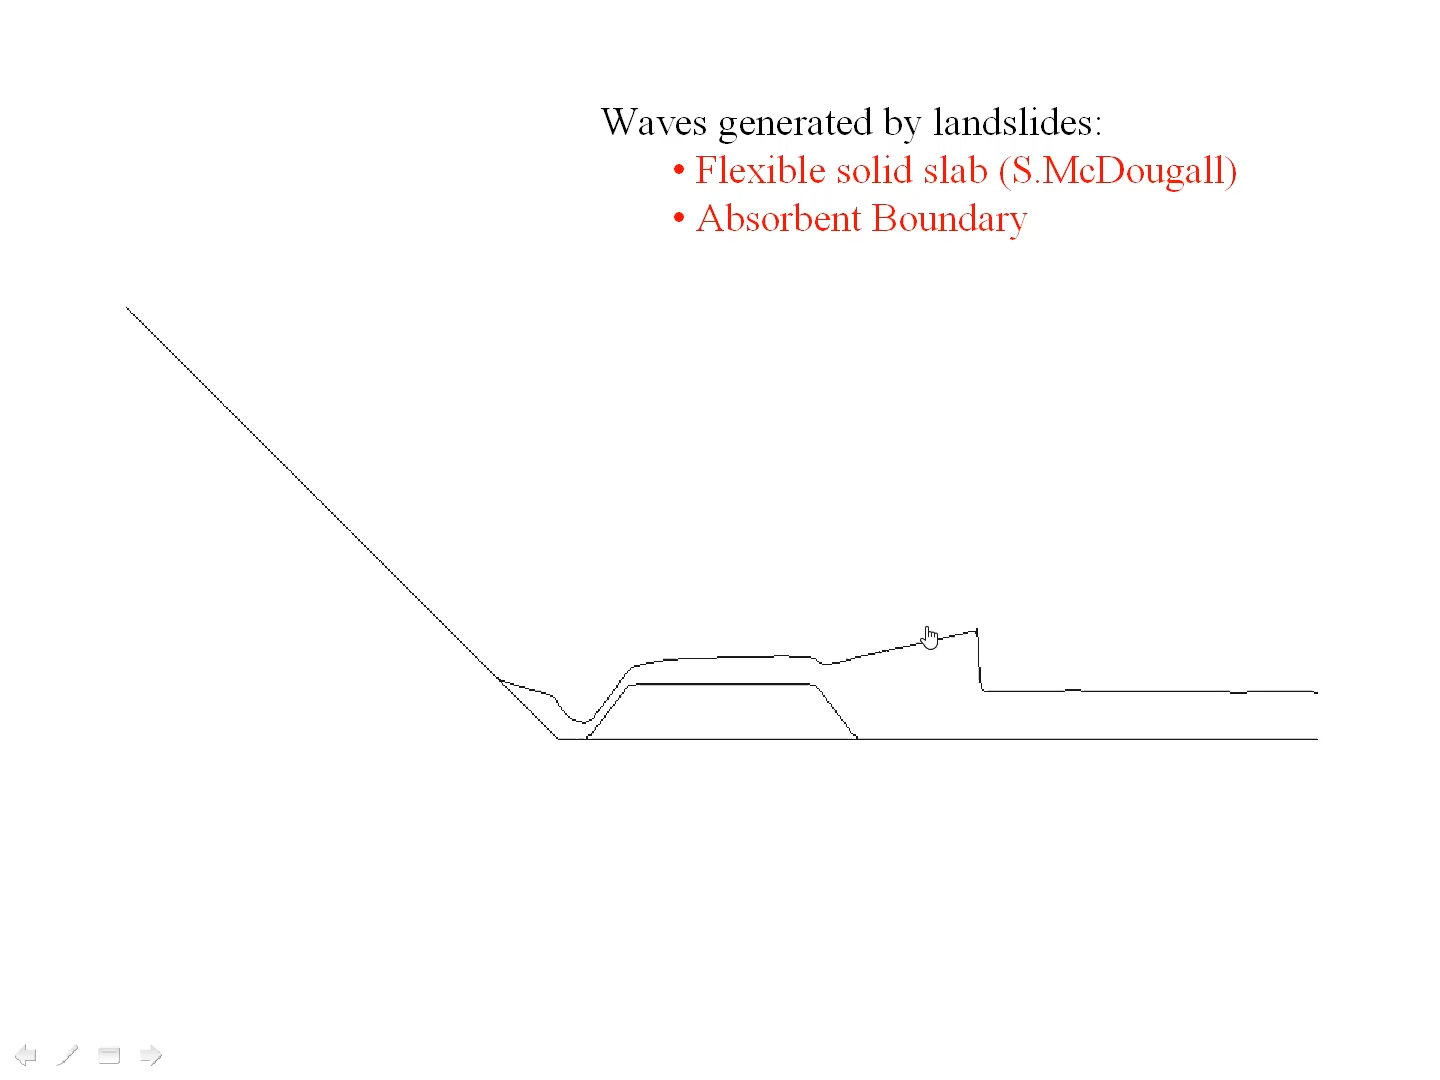 Waves generated by landslides:
• Flexible solid slab (S.McDougall)
• Absorbent Boundary